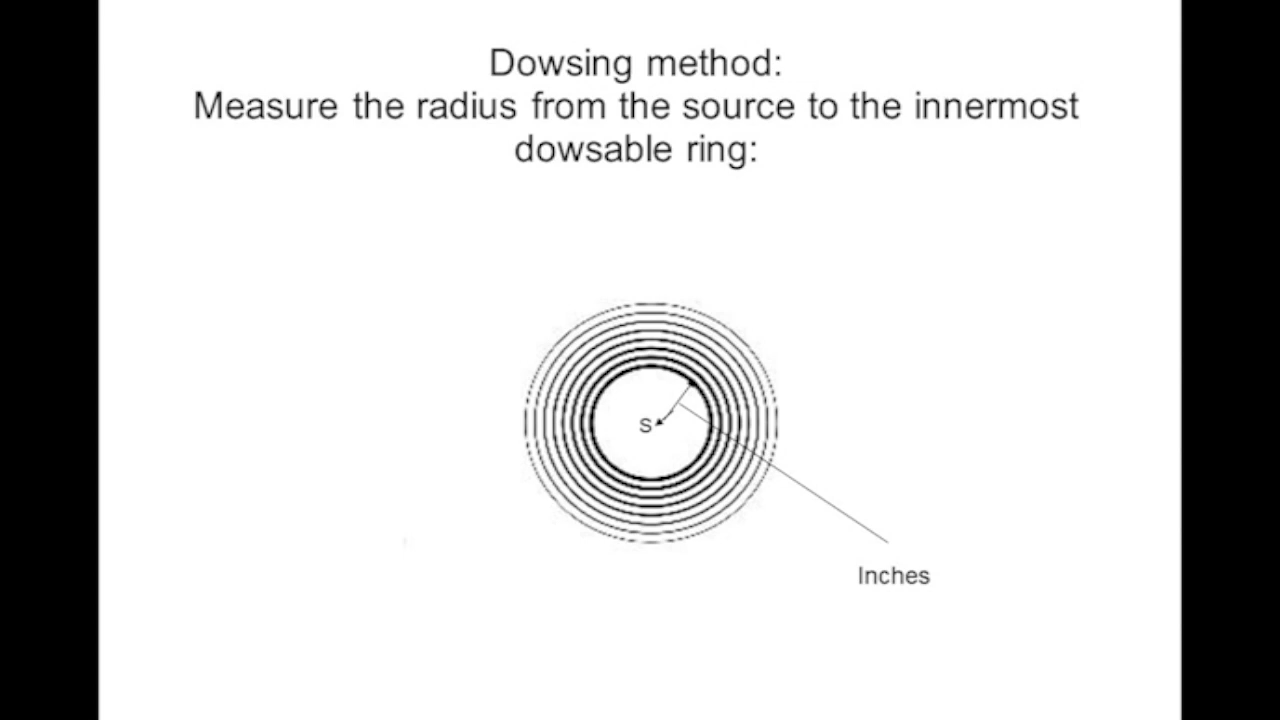 Dowsing method:
Measure the radius from the source to the innermost
dowsable ring:
S
Inches